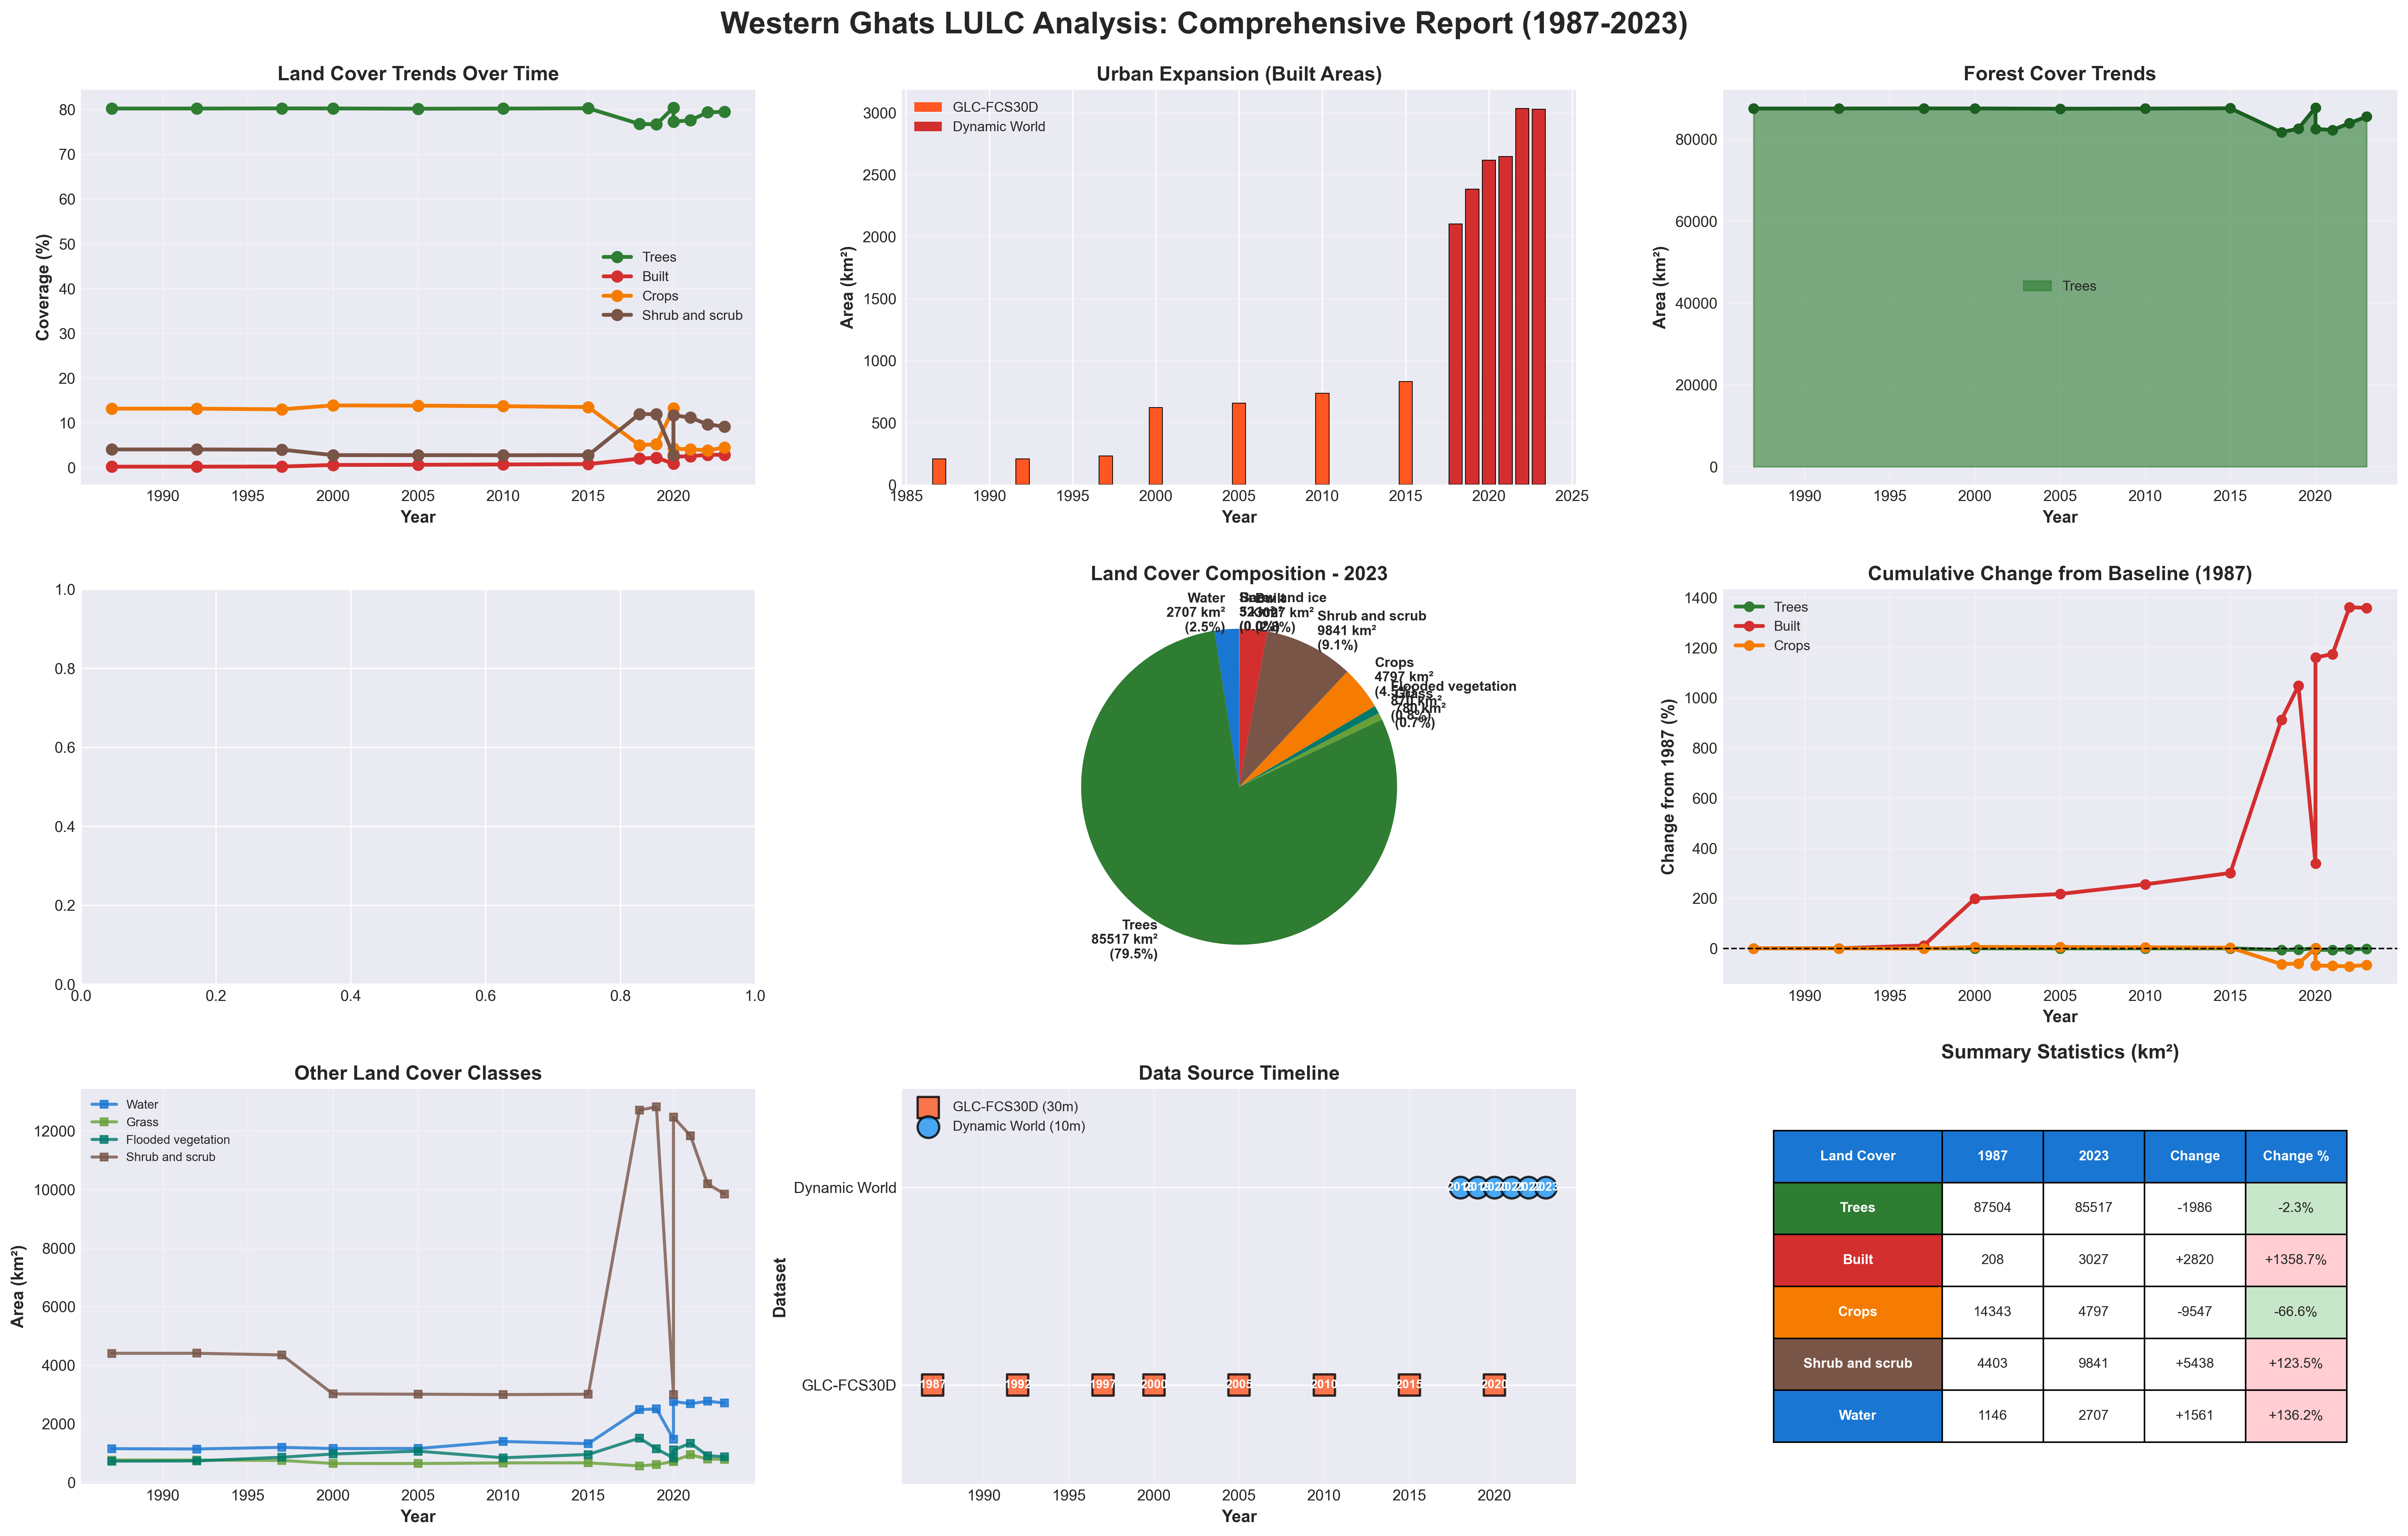 Western Ghats LULC Analysis: Comprehensive Report (1987-2023)
Land Cover Trends Over Time
80
70
60
50
40
30
20
10
0
Coverage (%)
Trees
Built
Crops
Shrub and scrub
1990 1995 2000 2005 2010 2015 2020
Year
Urban Expansion (Built Areas)
GLC-FCS30D
Dynamic World
3000
2500
2000
1500
1000
500
0
Area (km²)
1985 1990 1995 2000 2005 2010 2015 2020 2025
Year
Forest Cover Trends
80000
60000
40000
20000
0
Area (km²)
Trees
1990 1995 2000 2005 2010 2015 2020
Year
1.0
0.8
0.6
0.4
0.2
0.0
0.0 0.2 0.4 0.6 0.8 1.0
Land Cover Composition - 2023
Water
2707 km²
(2.5%)
Shrub and scrub
9841 km²
(9.1%)
Crops
4797 km²
Flooded vegetation
780 km²
(0.8%)
(0.7%)
Trees
85517 km²
(79.5%)
Cumulative Change from Baseline (1987)
Trees
Built
Crops
1400
1200
1000
800
600
400
200
0
Change from 1987 (%)
1990 1995 2000 2005 2010 2015 2020
Year
Other Land Cover Classes
Water
Grass
Flooded vegetation
Shrub and scrub
12000
10000
8000
6000
4000
2000
0
Area (km²)
1990 1995 2000 2005 2010 2015 2020
Year
Data Source Timeline
GLC-FCS30D (30m)
Dynamic World (10m)
Dynamic World
2018 2019 2020 2021 2022 2023
Dataset
GLC-FCS30D
1987 1992 1997 2000 2005 2010 2015 2020
1990 1995 2000 2005 2010 2015 2020
Year
Summary Statistics (km²)
Land Cover 1987 2023 Change Change %
Trees 87504 85517 -1986 -2.3%
Built 208 3027 +2820 +1358.7%
Crops 14343 4797 -9547 -66.6%
Shrub and scrub 4403 9841 +5438 +123.5%
Water 1146 2707 +1561 +136.2%